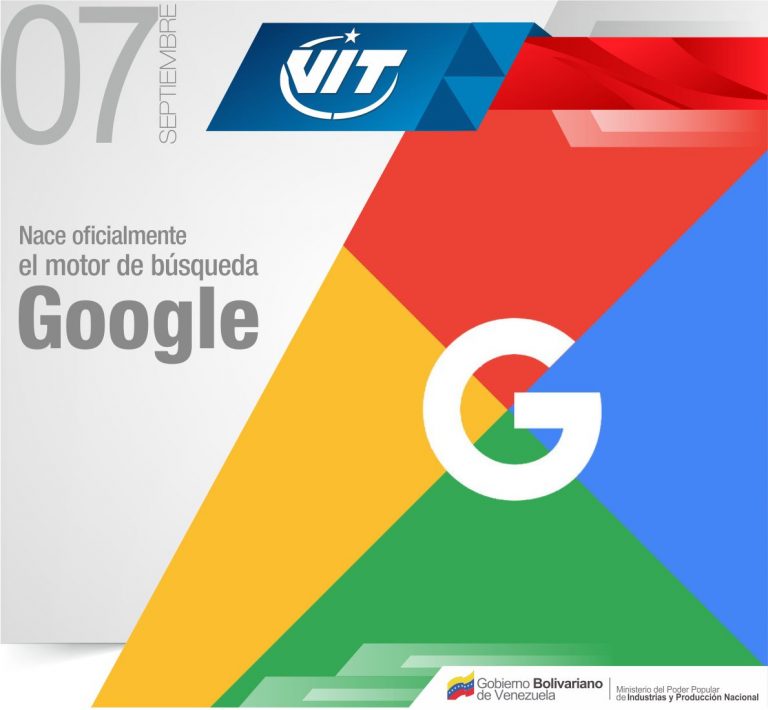 07
SEPTIEMBRE
VIT
Nace oficialmente
el motor de búsqueda
Google
G
Gobierno Bolivariano
de Venezuela
Ministerio del Poder Popular
de Industrias y Producción Nacional